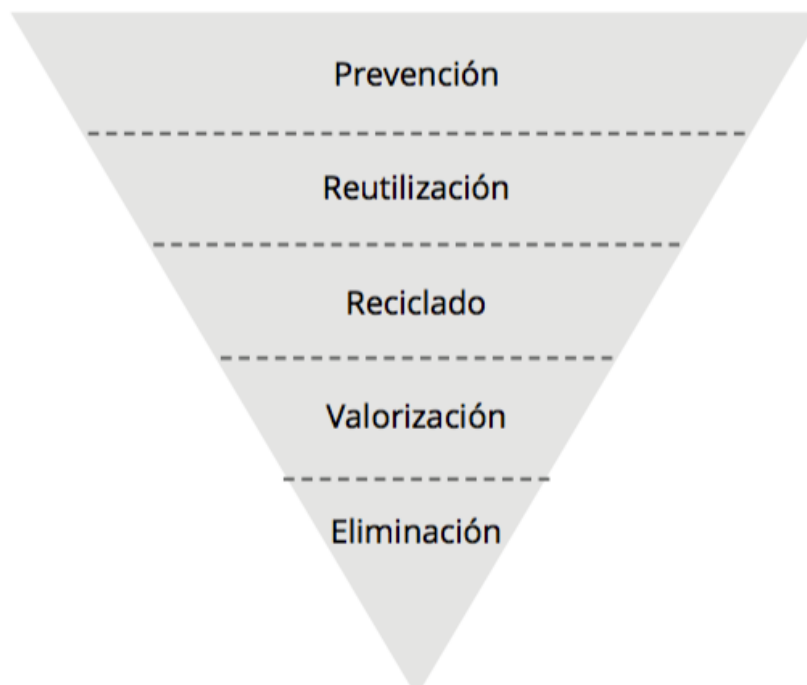 Prevención
Reutilización
Reciclado
Valorización
Eliminación